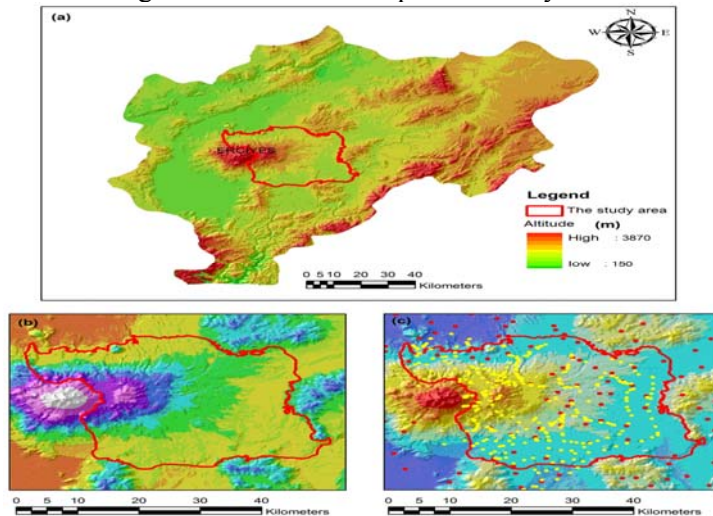 (a)
N
W E
S
ERCIYES
Legend
The study area
Altitude (m)
High : 3870
low : 150
0 5 10 20 30 40
Kilometers
(b)
(c)
0 5 10 20 30 40
Kilometers
0 5 10 20 30 40
Kilometers